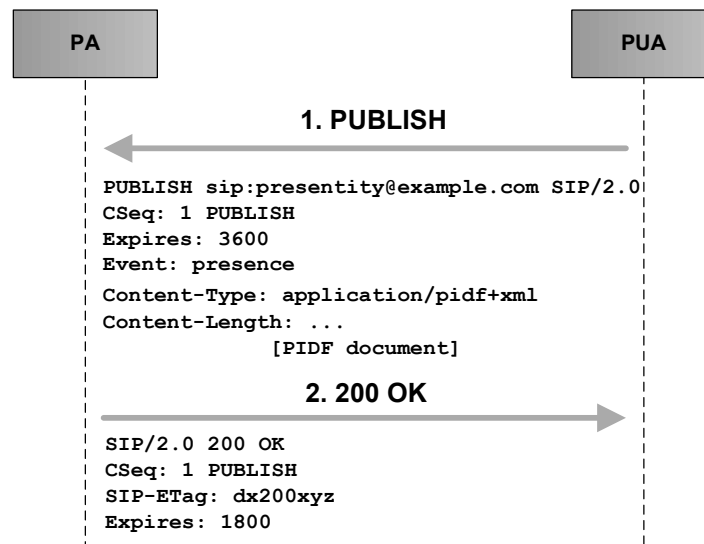 PA
PUA
1. PUBLISH
PUBLISH sip:presentity@example.com SIP/2.0
CSeq: 1 PUBLISH
Expires: 3600
Event: presence
Content-Type: application/pidf+xml
Content-Length: ...
[PIDF document]
2. 200 OK
SIP/2.0 200 OK
CSeq: 1 PUBLISH
SIP-ETag: dx200xyz
Expires: 1800